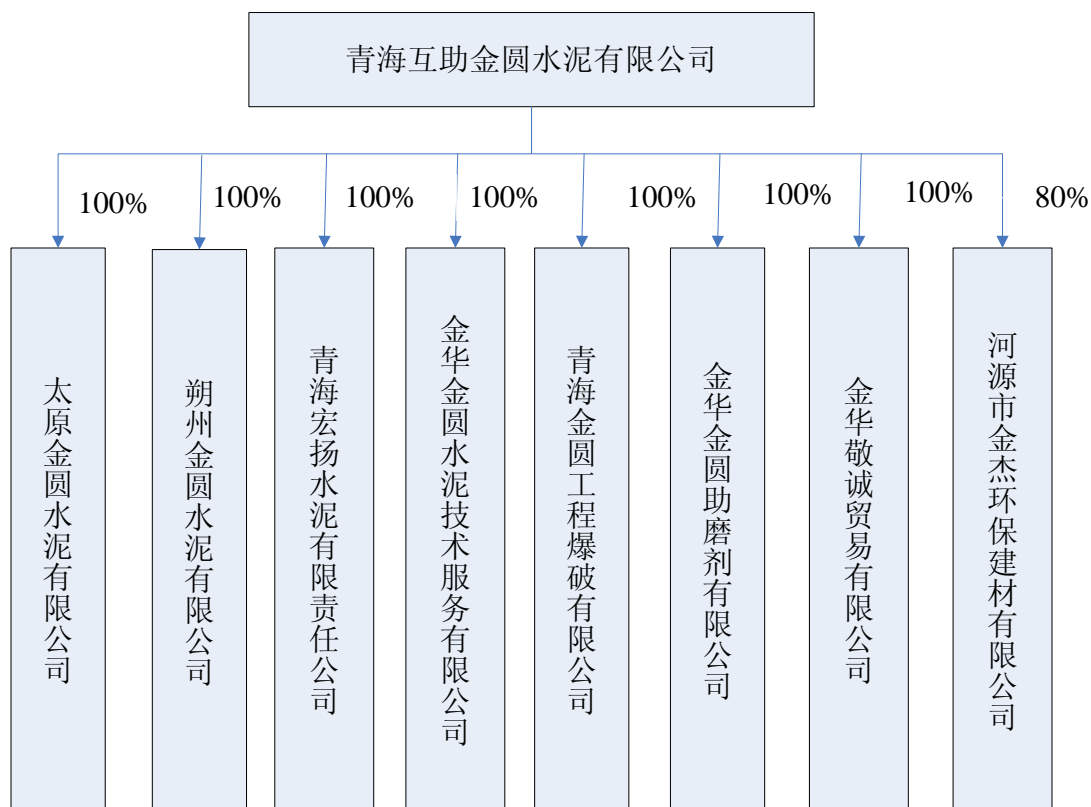 青海互助金圆水泥有限公司
100%
100%
100%
100%
100%
100%
100%
80%
太原金圆水泥有限公司
朔州金圆水泥有限公司
青海宏扬水泥有限责任公司
金华金圆水泥技术服务有限公司
青海金圆工程爆破有限公司
金华金圆助磨剂有限公司
金华敬诚贸易有限公司
河源市金杰环保建材有限公司